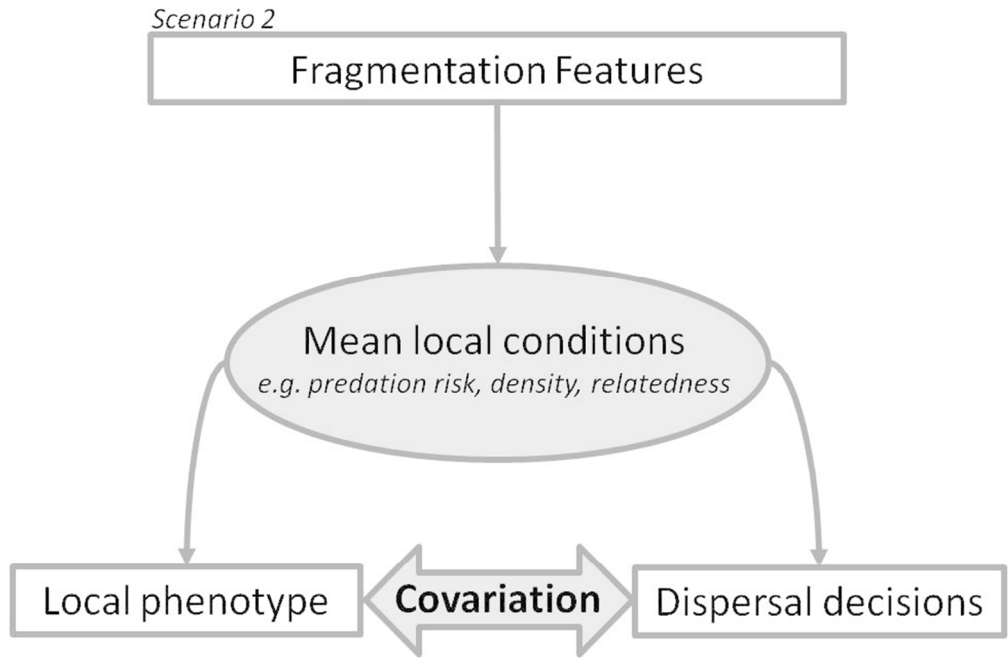 Scenario 2
Fragmentation Features
Mean local conditions
e.g. predation risk, density, relatedness
Local phenotype
Covariation
Dispersal decisions